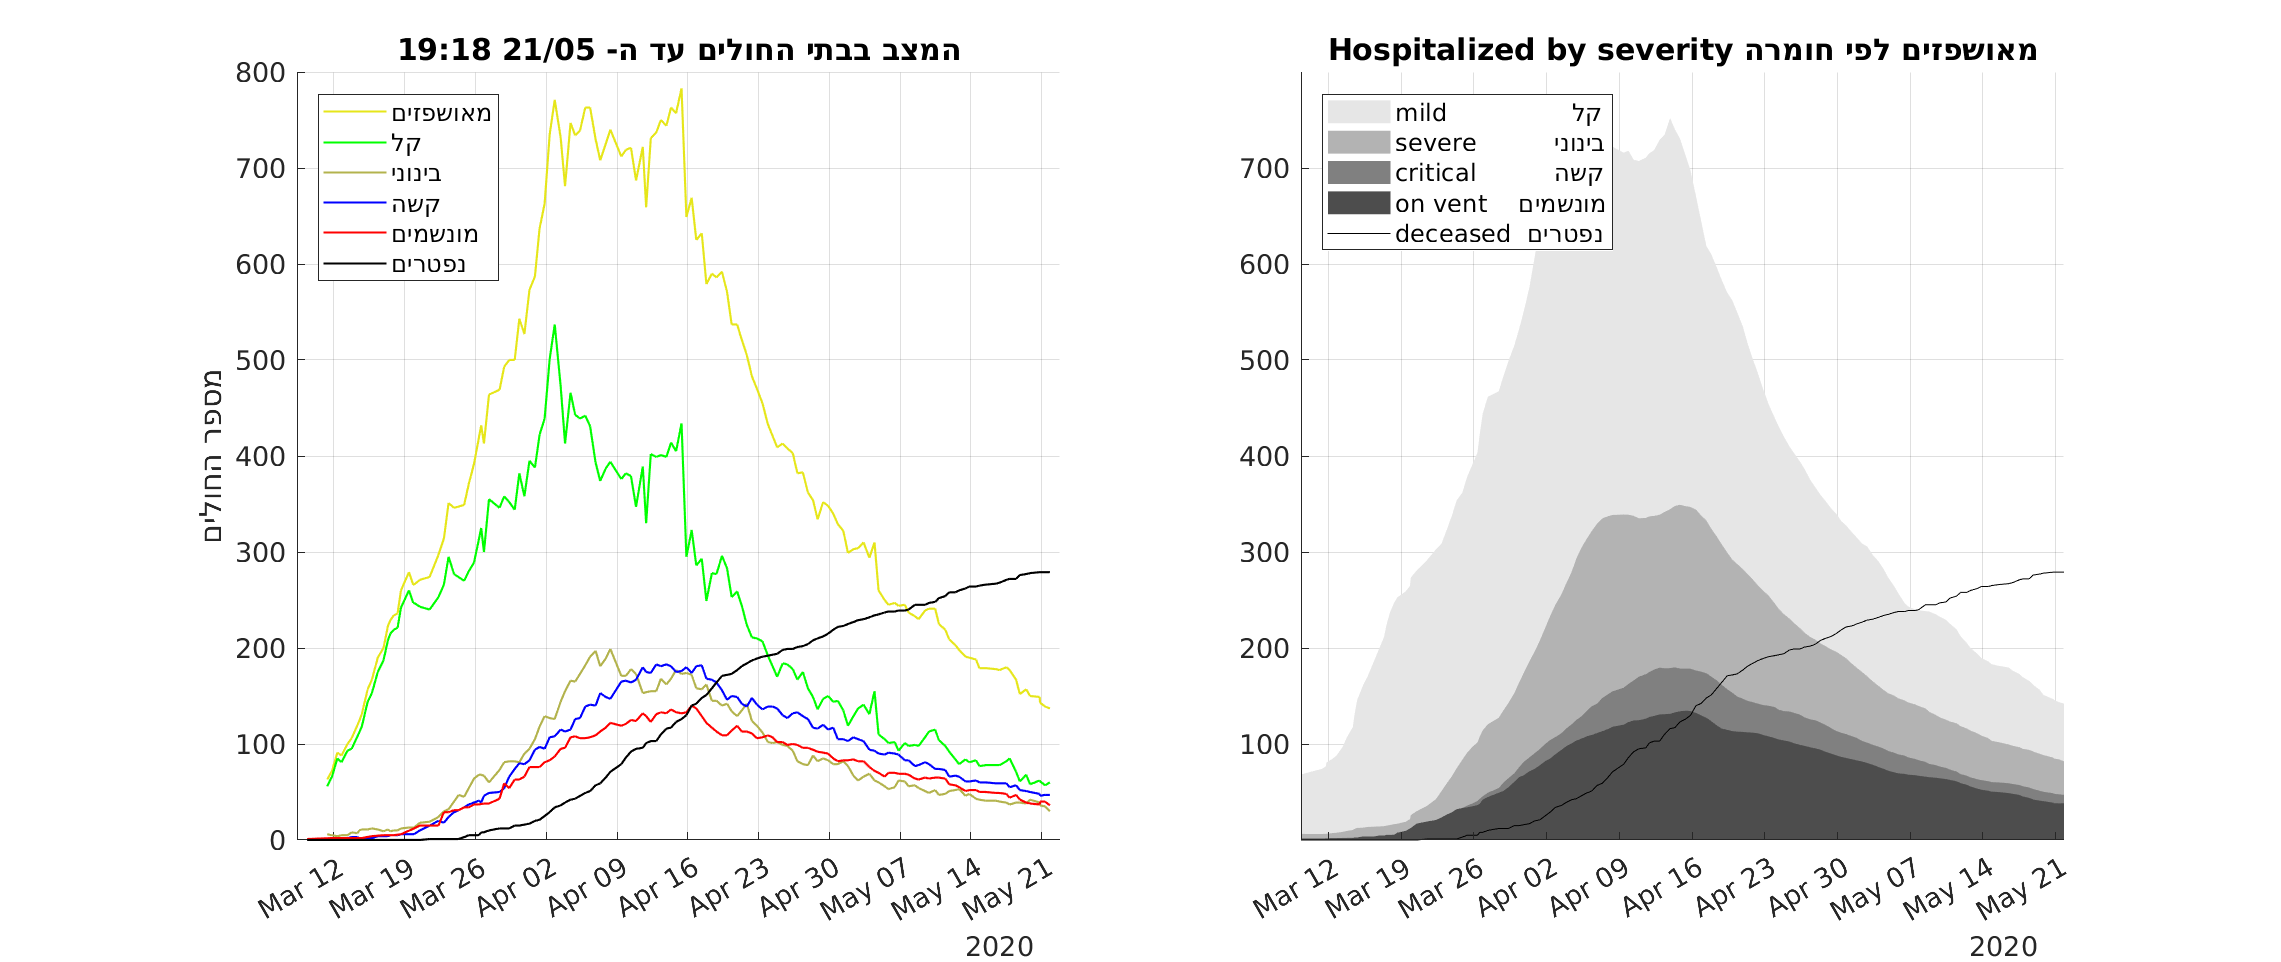 המצב בבתי החולים עד ה- 21/05 19:18
מספר החולים
800
700
600
500
400
300
200
100
0
מאושפזים
קל
בינוני
קשה
מונשמים
נפטרים
Mar 12
Mar 19
Mar 26
Apr 02
Apr 09
Apr 16
Apr 23
Apr 30
May 07
May 14
May 21
2020
Hospitalized by severity מאושפזים לפי חומרה
700
600
500
400
300
200
100
mild קל
severe בינוני
critical קשה
on vent מונשמים
deceased נפטרים
Mar 12
Mar 19
Mar 26
Apr 02
Apr 09
Apr 16
Apr 23
Apr 30
May 07
May 14
May 21
2020